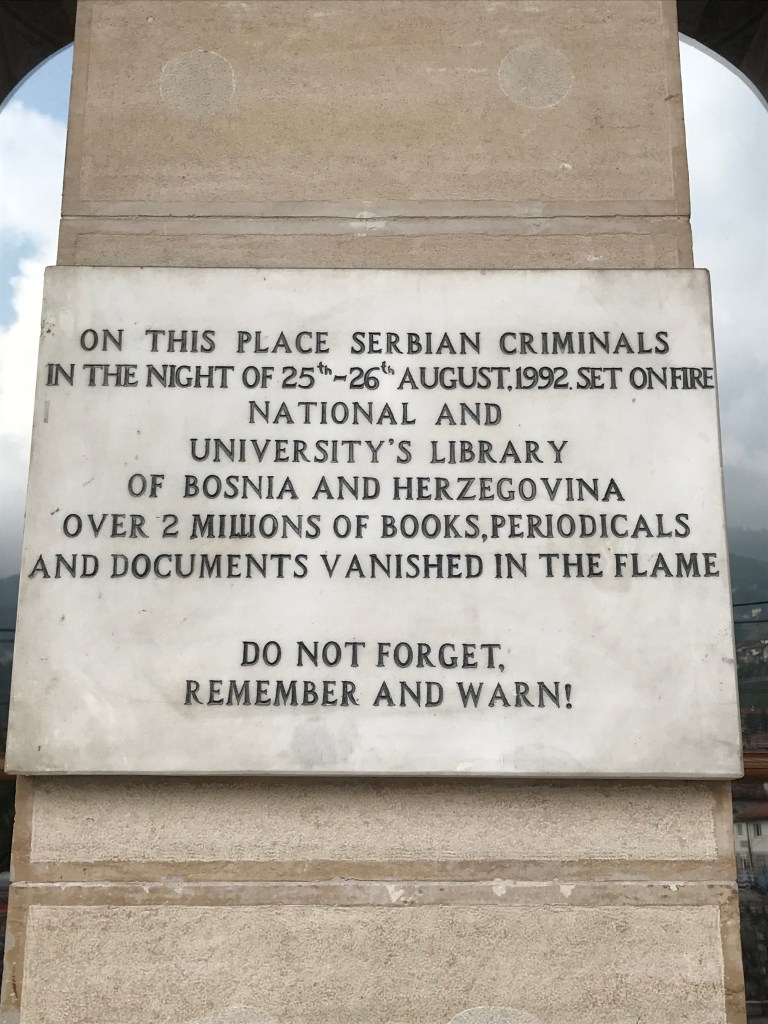 ON THIS PLACE SERBIAN CRIMINALS
IN THE NIGHT OF 25th-26th AUGUST, 1992. SET ON FIRE
NATIONAL AND
UNIVERSITY'S LIBRARY
OF BOSNIA AND HERZEGOVINA
OVER 2 MILLIONS OF BOOKS, PERIODICALS
AND DOCUMENTS VANISHED IN THE FLAME
DO NOT FORGET,
REMEMBER AND WARN!